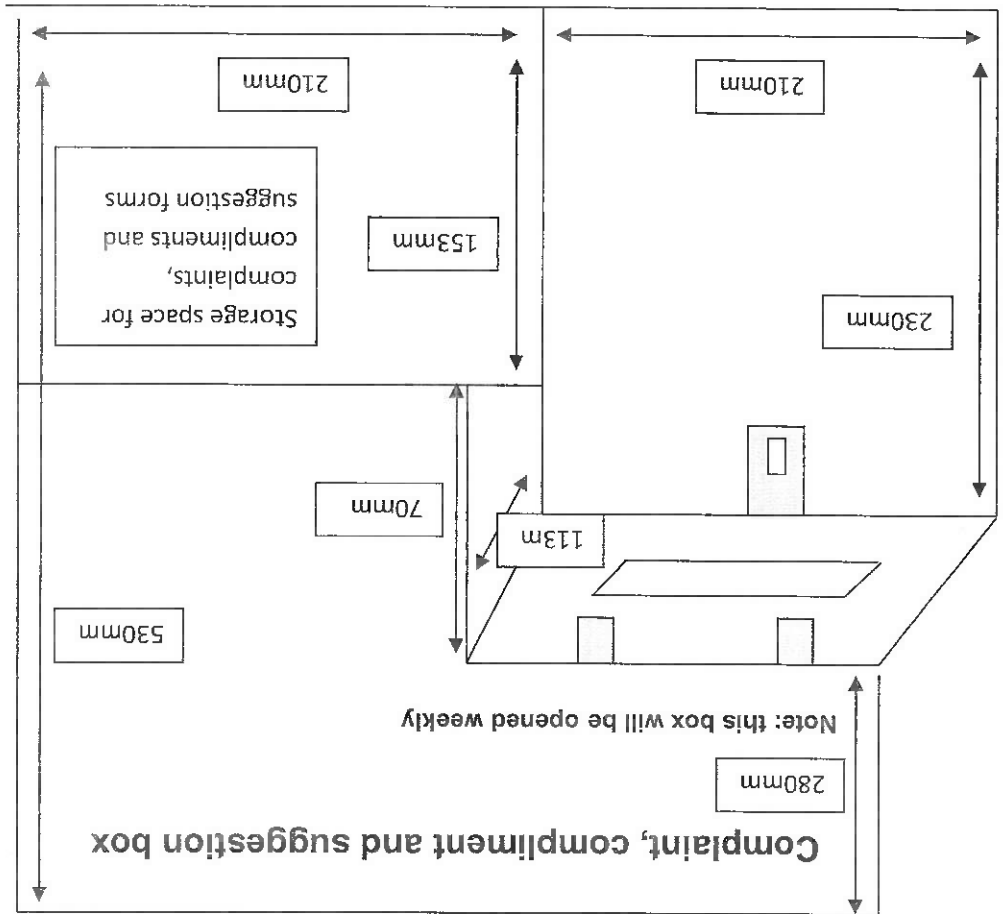 Complaint, compliment and suggestion box
280mm
Note: this box will be opened weekly
530mm
113m
70mm
230mm
153mm
Storage space for
complaints,
compliments and
suggestion forms
210mm
210mm